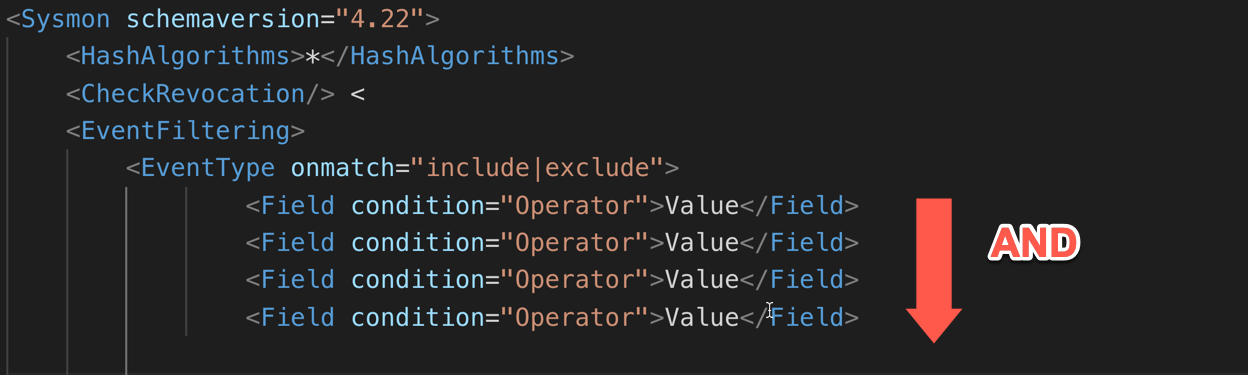 <Sysmon schemaversion="4.22">
<HashAlgorithms>*</HashAlgorithms>
<CheckRevocation/> <
<EventFiltering>
<EventType onmatch="include|exclude">
<Field condition="Operator">Value</Field>
<Field condition="Operator">Value</Field>
AND
<Field condition="Operator">Value</Field>
<Field condition="Operator">Value</Field>